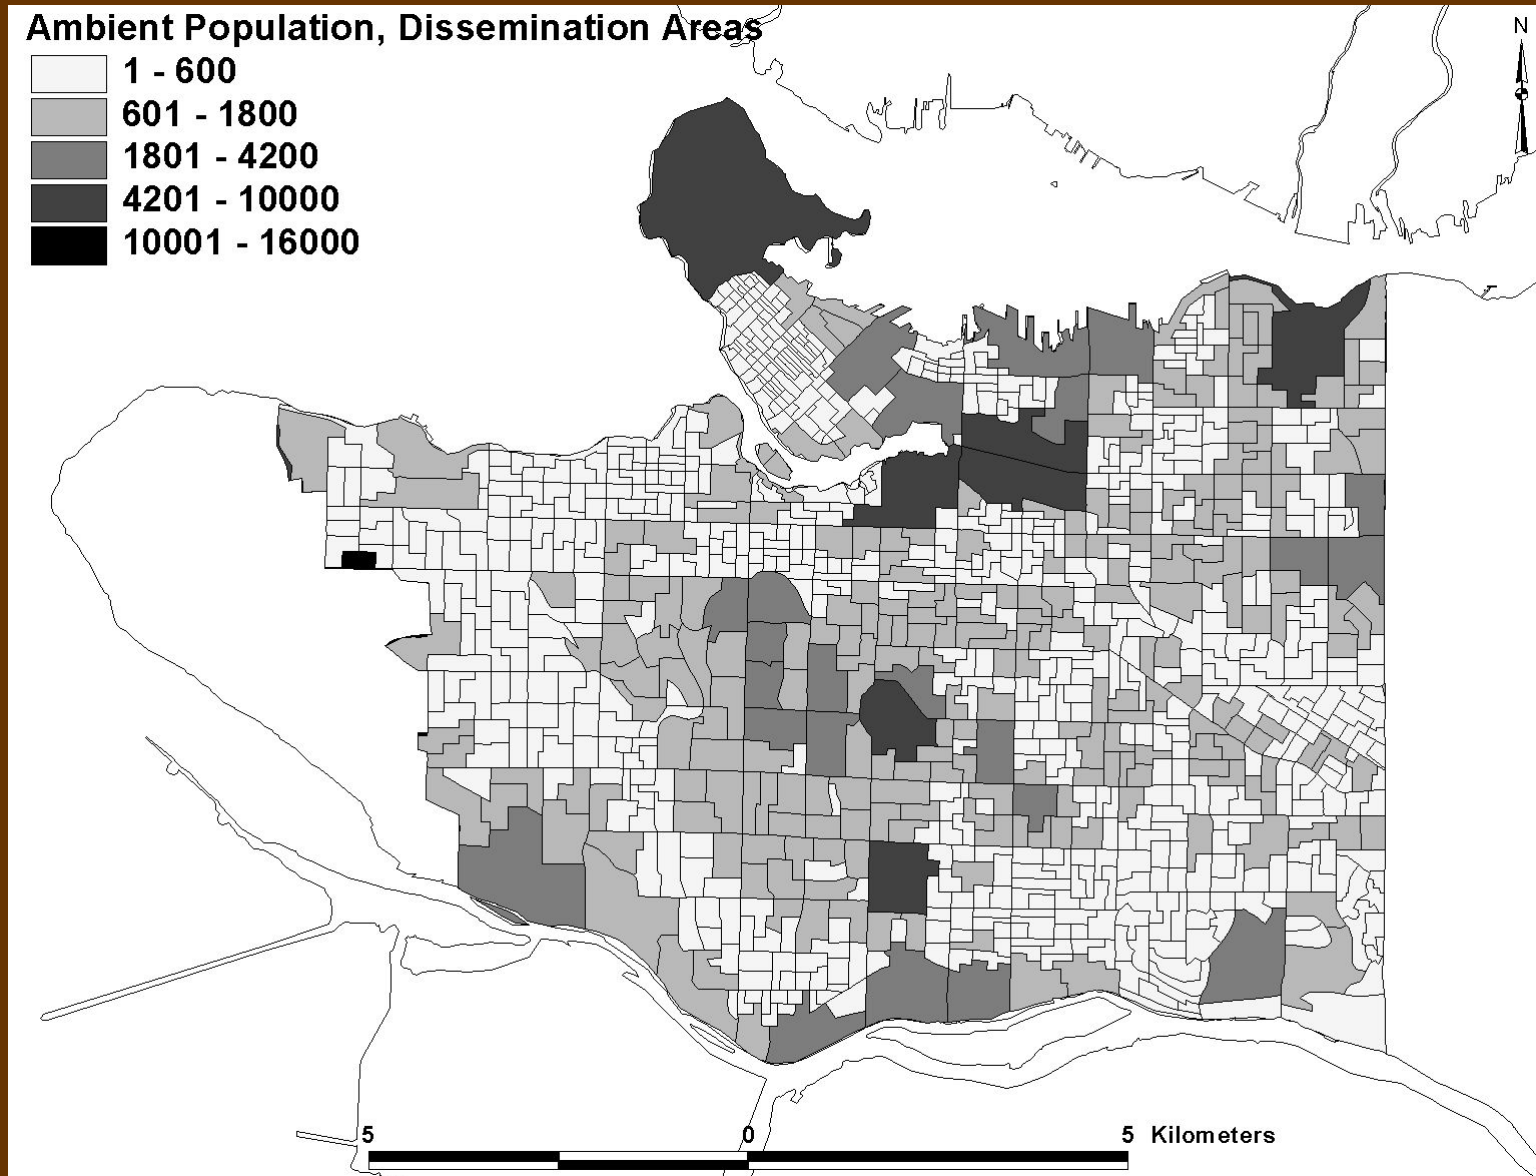 Ambient Population, Dissemination Areas
1 - 600
601 - 1800
1801 - 4200
4201 - 10000
10001 - 16000
N
5 0 5 Kilometers